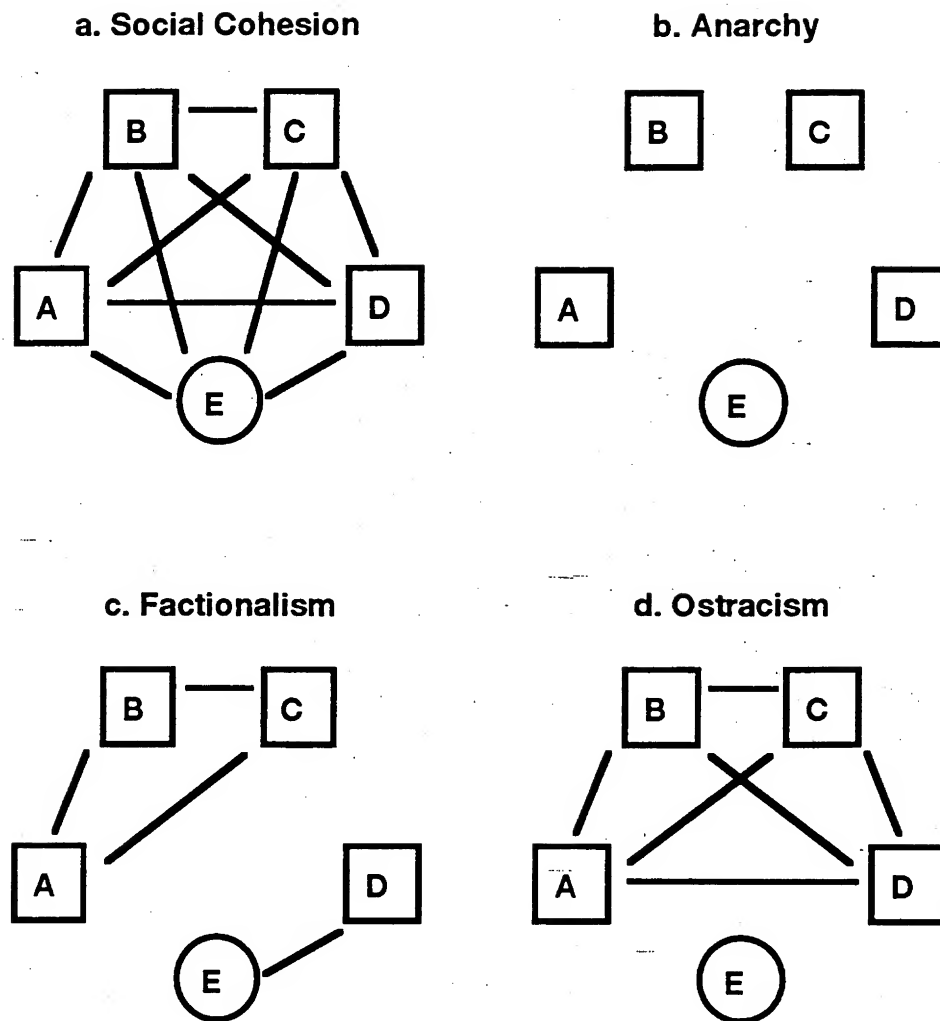 a. Social Cohesion
B C
A D
E
b. Anarchy
B C
A D
E
c. Factionalism
B C
A D
E
d. Ostracism
B C
A D
E